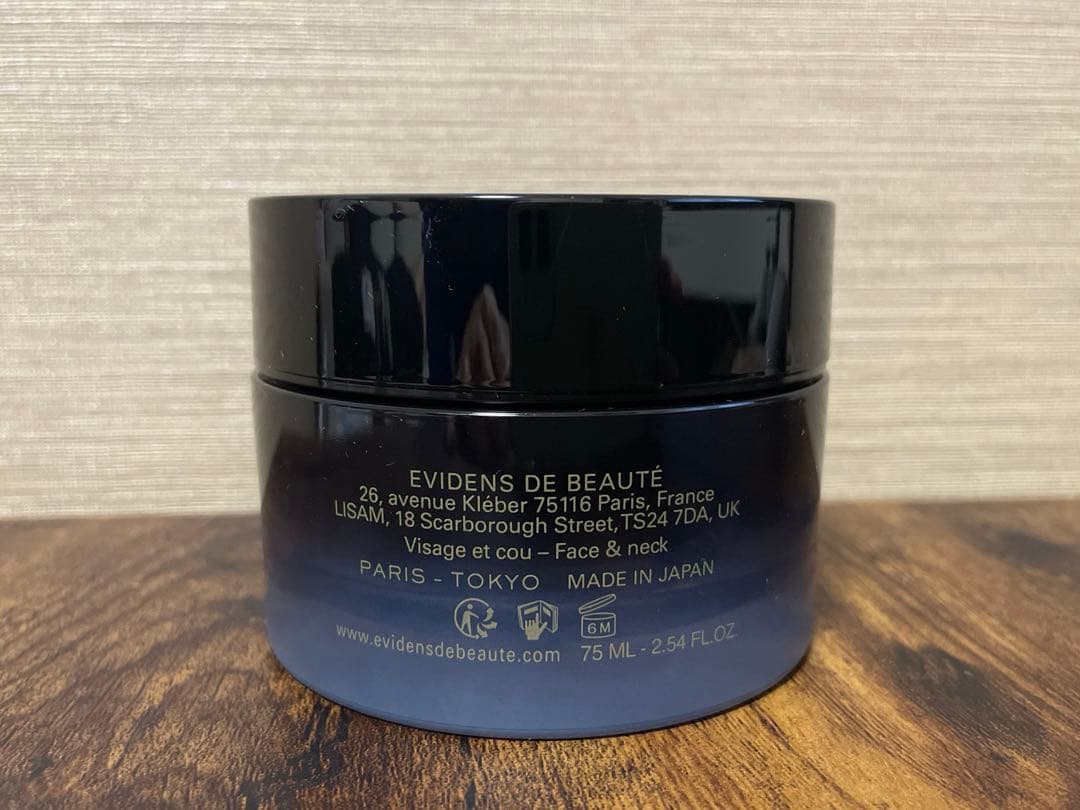 EVIDENS DE BEAUTÉ
26, avenue Kléber 75116 Paris, France
LISAM, 18 Scarborough Street, TS24 7DA, UK
Visage et cou – Face & neck
PARIS - TOKYO MADE IN JAPAN
6M
www.evidensdebeaute.com 75 ML - 2.54 FL.OZ.